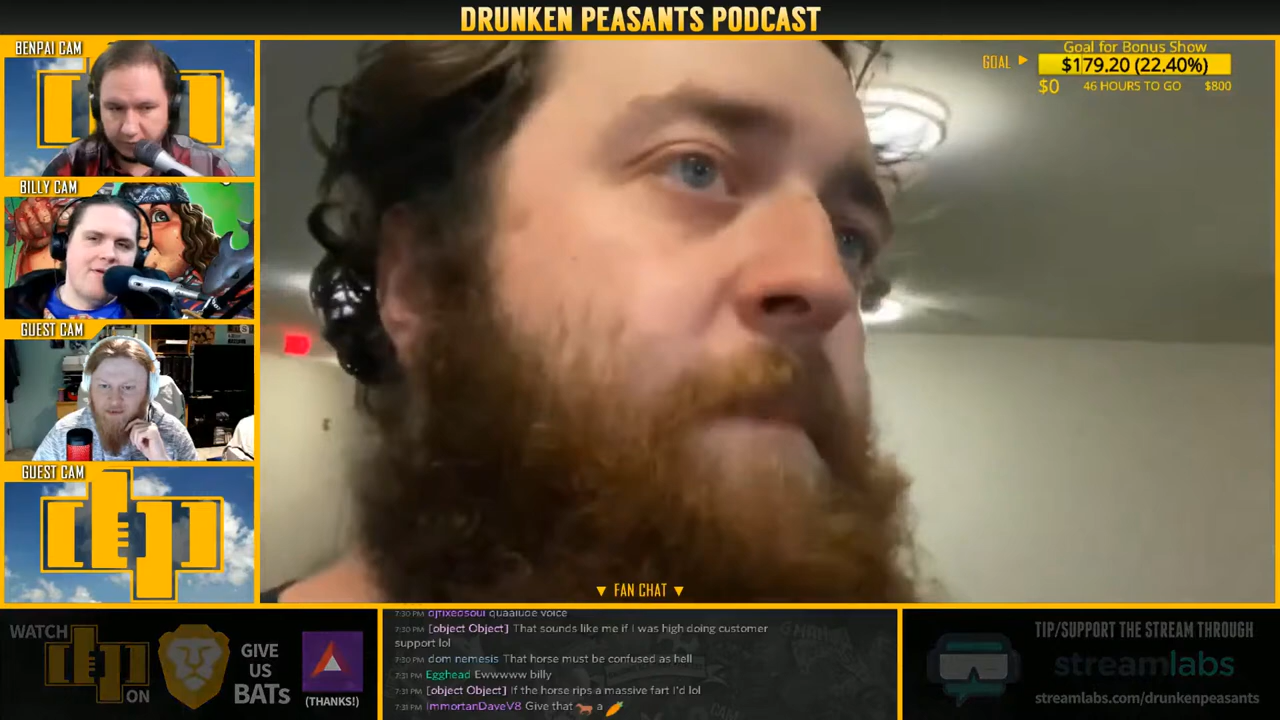 DRUNKEN PEASANTS PODCAST
BENPAI CAM
BILLY CAM
GUEST CAM
GUEST CAM
GOAL ▶
Goal for Bonus Show
$179.20 (22.40%)
$0 46 HOURS TO GO $800
▼ FAN CHAT ▼
7:30 PM djfixedsoul quaalude voice
7:30 PM [object Object] That sounds like me if I was high doing customer
support lol
7:30 PM dom nemesis That horse must be confused as hell
7:31 PM Egghead Ewwwww billy
7:31 PM [object Object] If the horse rips a massive fart I'd lol
7:31 PM ImmortanDaveV8 Give that 🐎 a 🥕
WATCH
ON
GIVE
US
BATs
(THANKS!)
TIP/SUPPORT THE STREAM THROUGH
streamlabs
streamlabs.com/drunkenpeasants